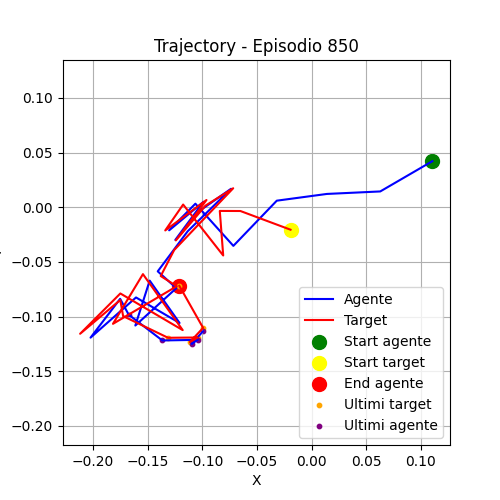 Trajectory - Episodio 850
0.10
0.05
0.00
−0.05
−0.10
−0.15
−0.20
−0.20
−0.15
−0.10
−0.05
0.00
0.05
0.10
X
Agente
Target
Start agente
Start target
End agente
Ultimi target
Ultimi agente